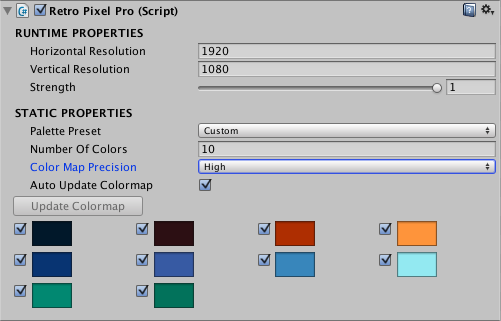 Retro Pixel Pro (Script)
RUNTIME PROPERTIES
Horizontal Resolution 1920
Vertical Resolution 1080
Strength 1
STATIC PROPERTIES
Palette Preset Custom
Number Of Colors 10
Color Map Precision High
Auto Update Colormap
Update Colormap